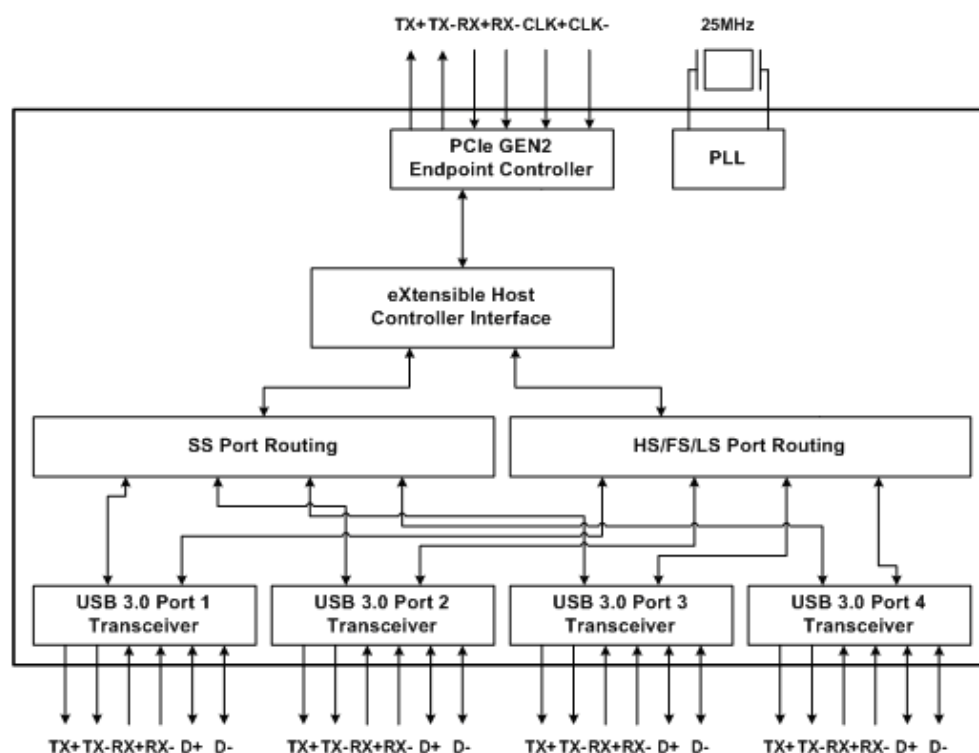 TX+ TX-RX+RX-CLK+CLK-
25MHz
PCIe GEN2
Endpoint Controller
PLL
eXtensible Host
Controller Interface
SS Port Routing
HS/FS/LS Port Routing
USB 3.0 Port 1
Transceiver
USB 3.0 Port 2
Transceiver
USB 3.0 Port 3
Transceiver
USB 3.0 Port 4
Transceiver
TX+ TX-RX+RX- D+ D-
TX+ TX-RX+RX- D+ D-
TX+ TX-RX+RX- D+ D-
TX+ TX-RX+RX- D+ D-